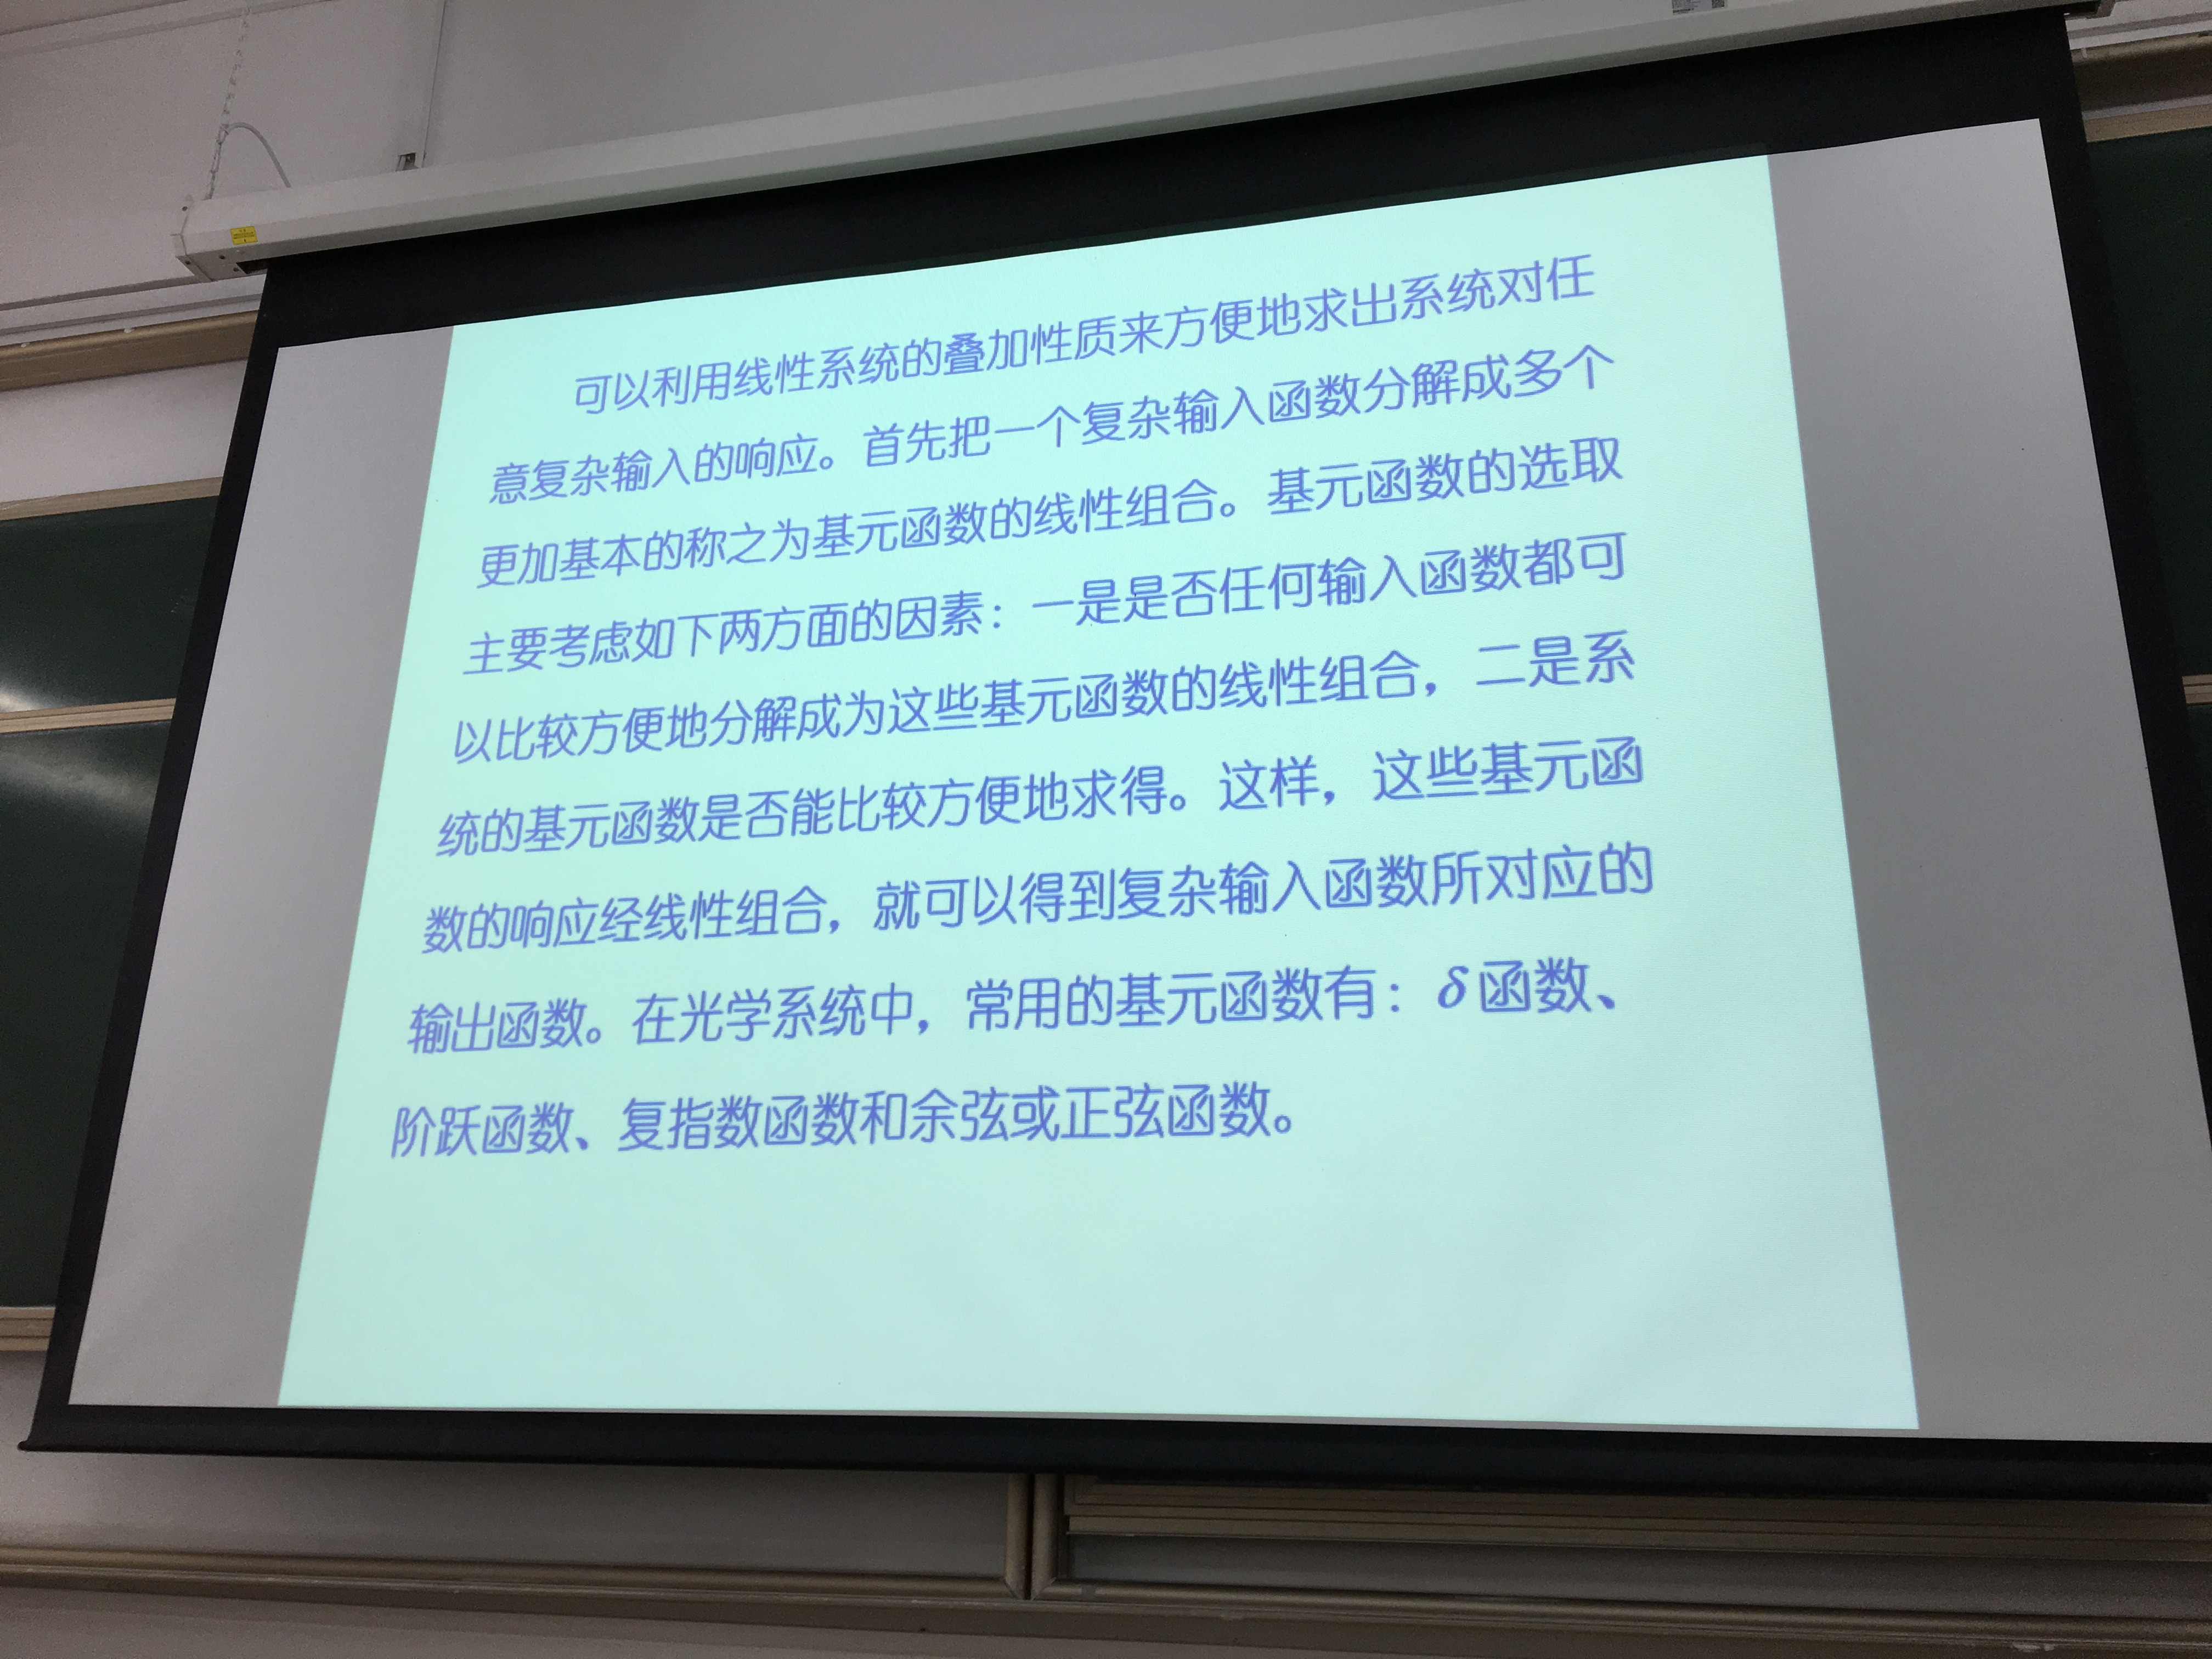 可以利用线性系统的叠加性质来方便地求出系统对任
意复杂输入的响应。首先把一个复杂输入函数分解成多个
更加基本的称之为基元函数的线性组合。基元函数的选取
主要考虑如下两方面的因素：一是是否任何输入函数都可
以比较方便地分解成为这些基元函数的线性组合，二是系
统的基元函数是否能比较方便地求得。这样，这些基元函
数的响应经线性组合，就可以得到复杂输入函数所对应的
输出函数。在光学系统中，常用的基元函数有：δ函数、
阶跃函数、复指数函数和余弦或正弦函数。